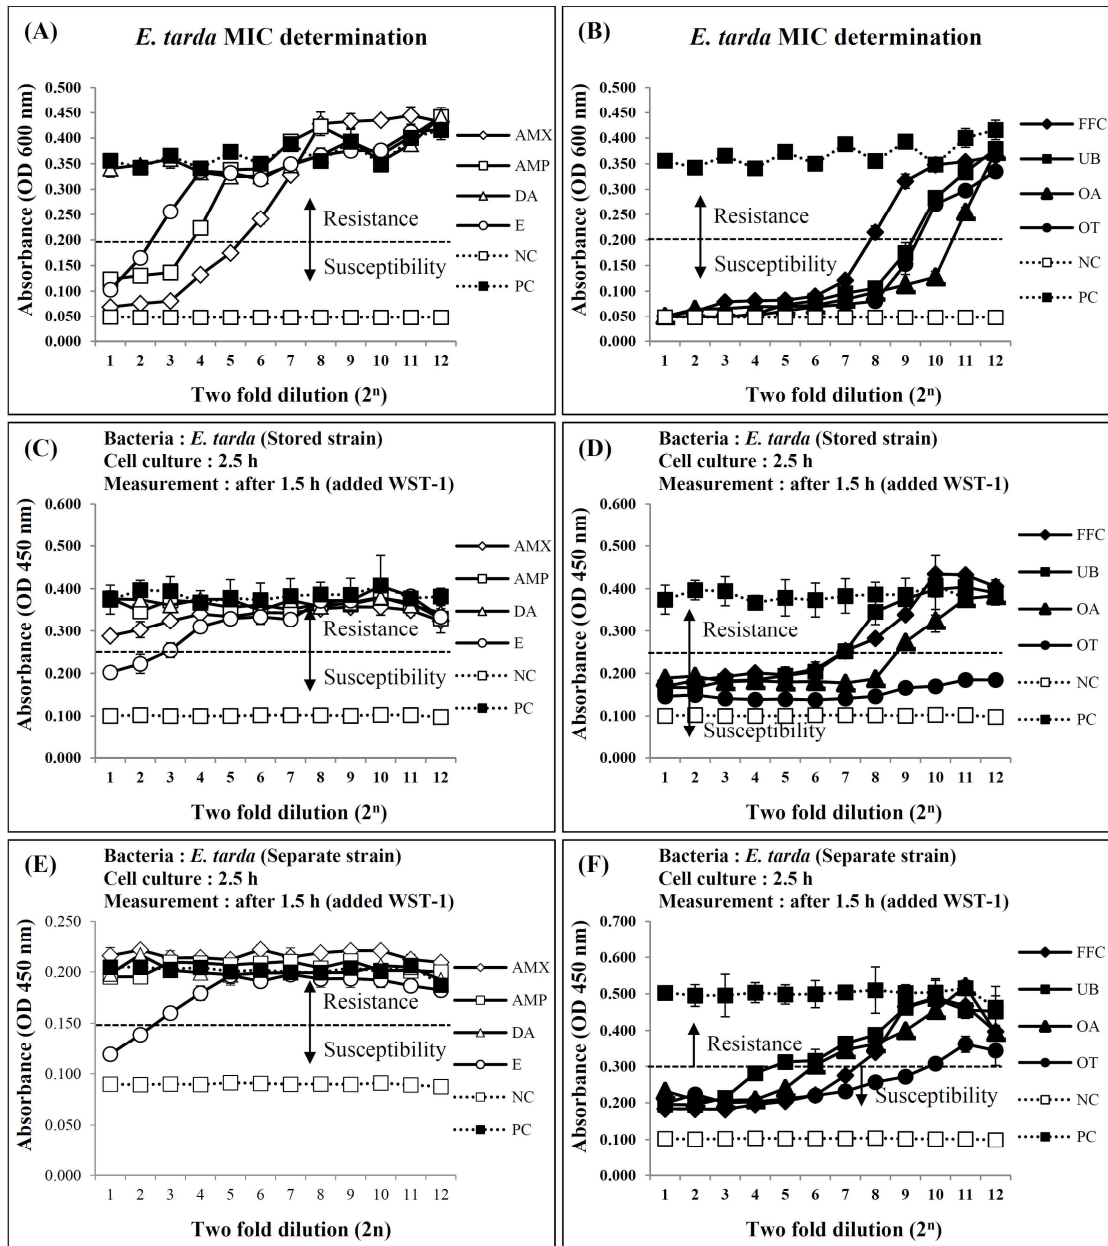 (A)
E. tarda MIC determination
Absorbance (OD 600 nm)
0.500
0.450
0.400
0.350
0.300
0.250
0.200
0.150
0.100
0.050
0.000
Resistance
Susceptibility
AMX
AMP
DA
E
NC
PC
1 2 3 4 5 6 7 8 9 10 11 12
Two fold dilution (2ⁿ)
(B)
E. tarda MIC determination
Absorbance (OD 600 nm)
0.500
0.450
0.400
0.350
0.300
0.250
0.200
0.150
0.100
0.050
0.000
Resistance
Susceptibility
FFC
UB
OA
OT
NC
PC
1 2 3 4 5 6 7 8 9 10 11 12
Two fold dilution (2ⁿ)
(C)
Bacteria : E. tarda (Stored strain)
Cell culture : 2.5 h
Measurement : after 1.5 h (added WST-1)
Absorbance (OD 450 nm)
0.600
0.500
0.400
0.300
0.200
0.100
0.000
Resistance
Susceptibility
AMX
AMP
DA
E
NC
PC
1 2 3 4 5 6 7 8 9 10 11 12
Two fold dilution (2ⁿ)
(D)
Bacteria : E. tarda (Stored strain)
Cell culture : 2.5 h
Measurement : after 1.5 h (added WST-1)
Absorbance (OD 450 nm)
0.600
0.500
0.400
0.300
0.200
0.100
0.000
Resistance
Susceptibility
FFC
UB
OA
OT
NC
PC
1 2 3 4 5 6 7 8 9 10 11 12
Two fold dilution (2ⁿ)
(E)
Bacteria : E. tarda (Separate strain)
Cell culture : 2.5 h
Measurement : after 1.5 h (added WST-1)
Absorbance (OD 450 nm)
0.250
0.200
0.150
0.100
0.050
0.000
Resistance
Susceptibility
AMX
AMP
DA
E
NC
PC
1 2 3 4 5 6 7 8 9 10 11 12
Two fold dilution (2n)
(F)
Bacteria : E. tarda (Separate strain)
Cell culture : 2.5 h
Measurement : after 1.5 h (added WST-1)
Absorbance (OD 450 nm)
0.700
0.600
0.500
0.400
0.300
0.200
0.100
0.000
Resistance
Susceptibility
FFC
UB
OA
OT
NC
PC
1 2 3 4 5 6 7 8 9 10 11 12
Two fold dilution (2ⁿ)